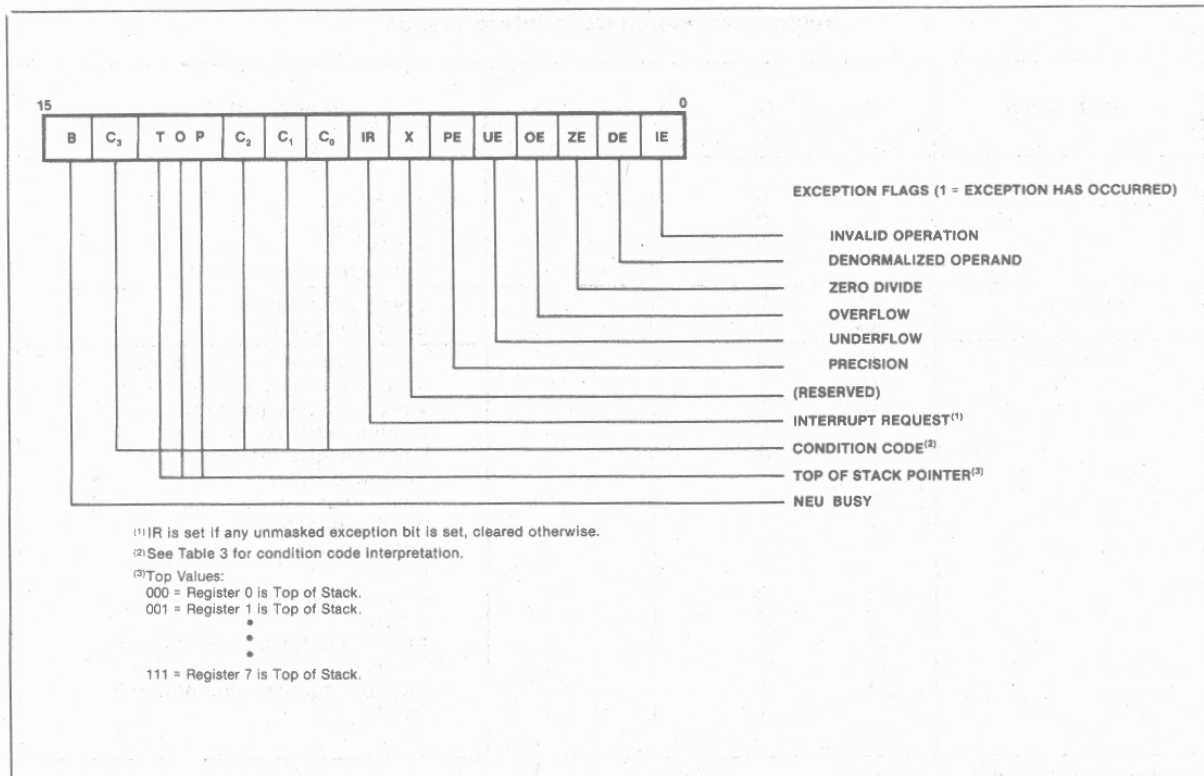 15 0
B C₃ T O P C₂ C₁ C₀ IR X PE UE OE ZE DE IE
EXCEPTION FLAGS (1 = EXCEPTION HAS OCCURRED)
INVALID OPERATION
DENORMALIZED OPERAND
ZERO DIVIDE
OVERFLOW
UNDERFLOW
PRECISION
(RESERVED)
INTERRUPT REQUEST⁽¹⁾
CONDITION CODE⁽²⁾
TOP OF STACK POINTER⁽³⁾
NEU BUSY
⁽¹⁾IR is set if any unmasked exception bit is set, cleared otherwise.
⁽²⁾See Table 3 for condition code interpretation.
⁽³⁾Top Values:
000 = Register 0 is Top of Stack.
001 = Register 1 is Top of Stack.
•
•
•
111 = Register 7 is Top of Stack.